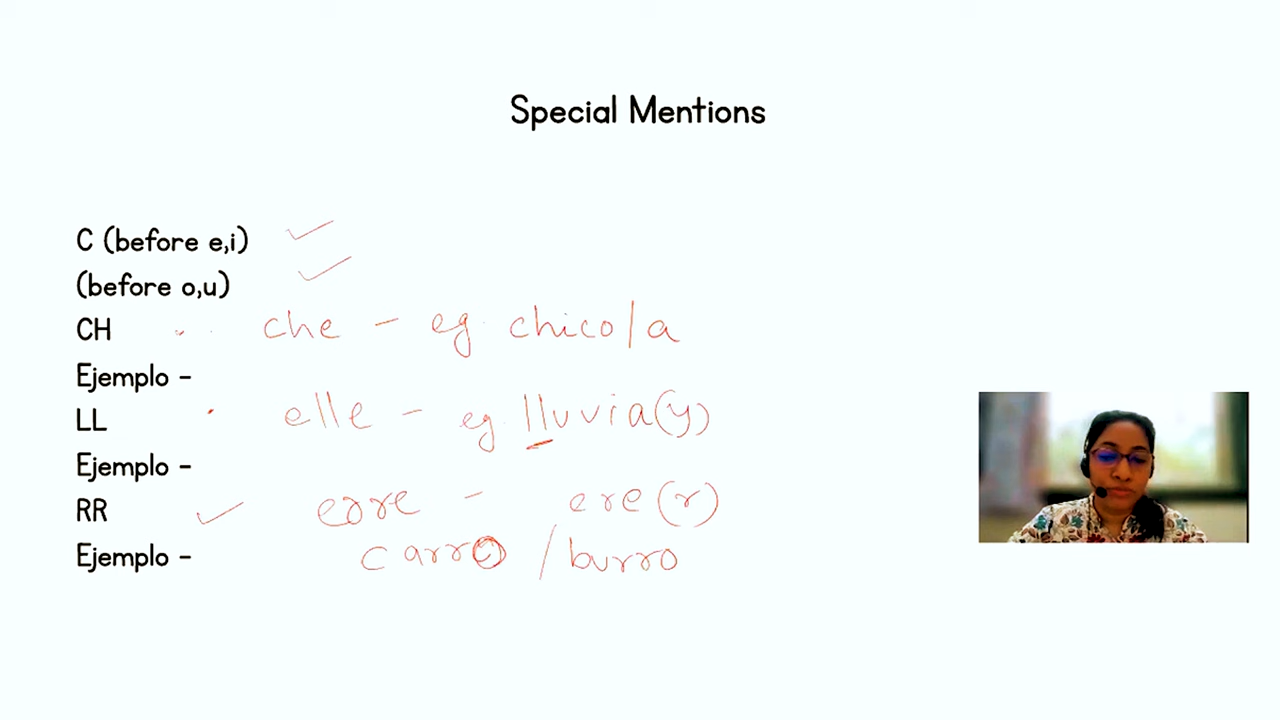 Special Mentions
C (before e,i)
(before o,u)
CH che - eg. chico/a
Ejemplo -
LL elle - eg. lluvia(y)
Ejemplo -
RR erre - ere(r)
Ejemplo - carro / burro